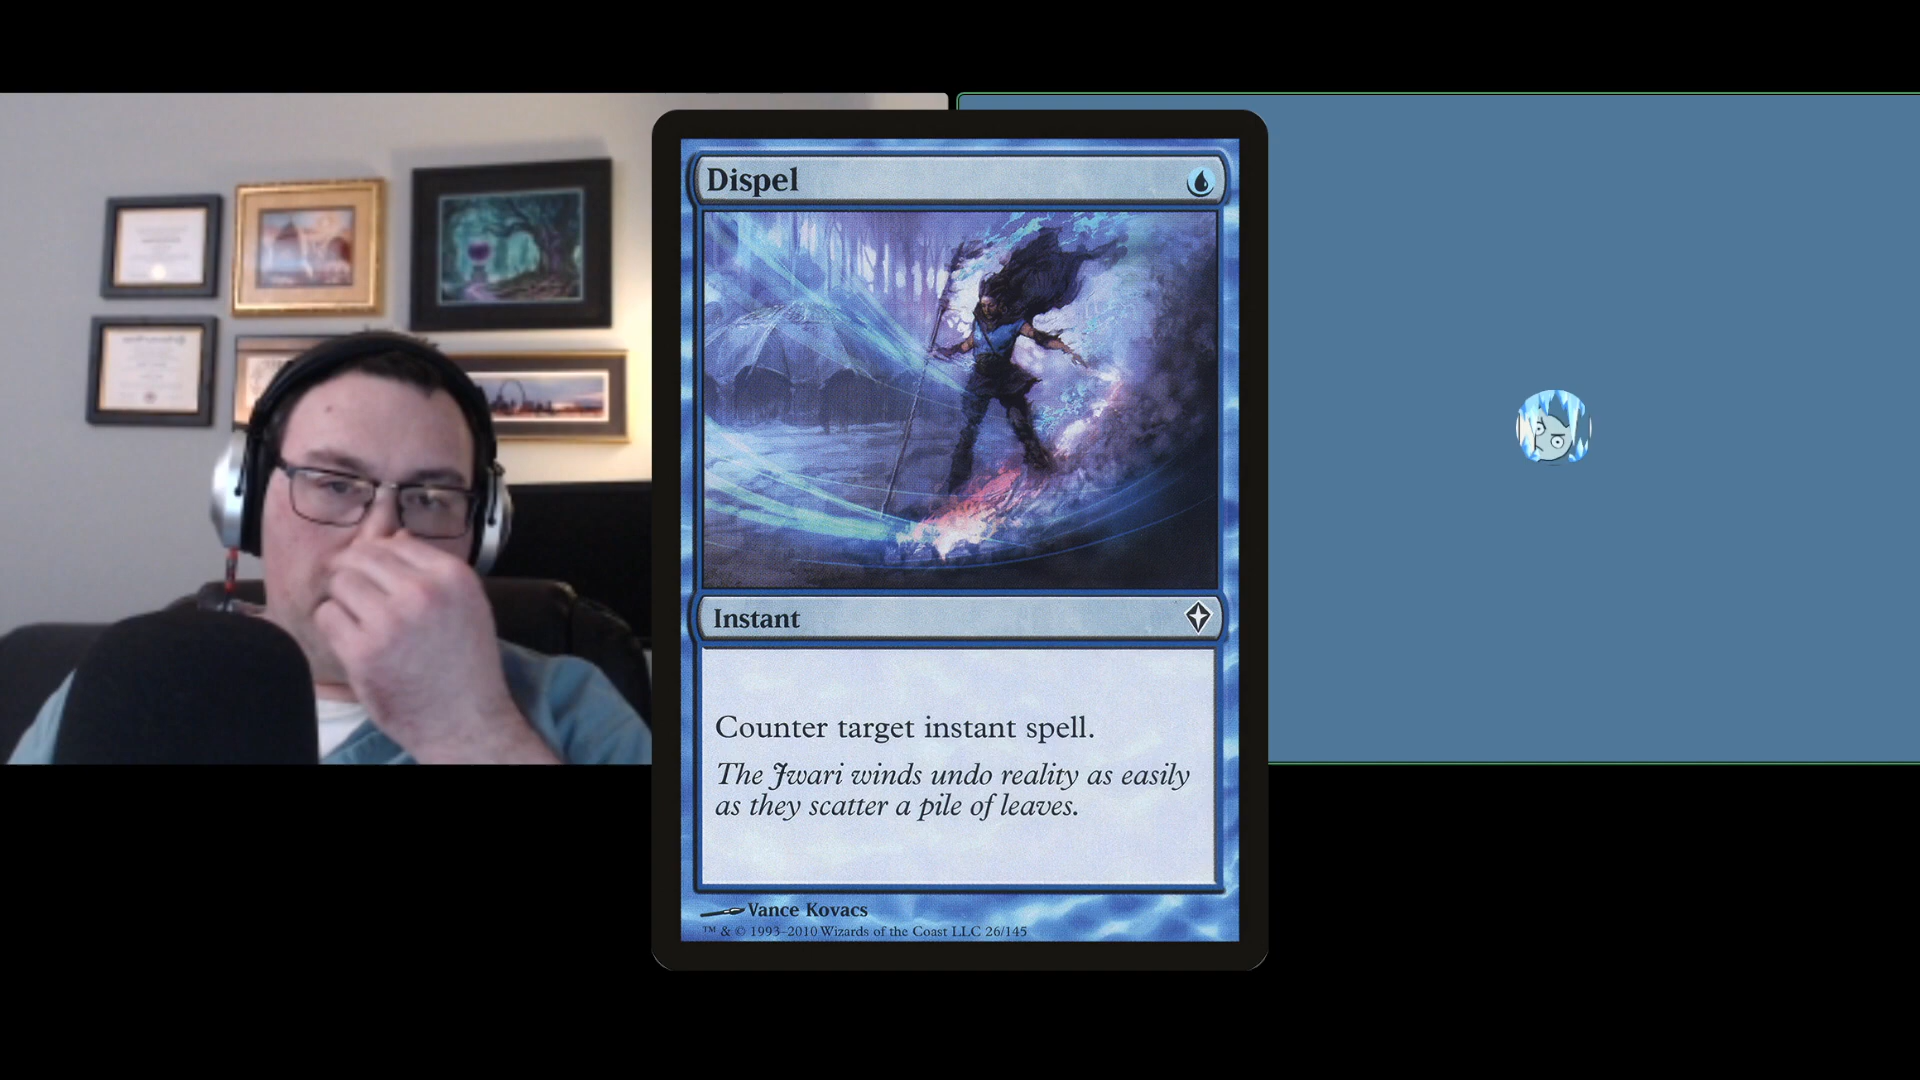 Dispel
Instant
Counter target instant spell.
The Jwari winds undo reality as easily
as they scatter a pile of leaves.
Vance Kovacs
™ & © 1993–2010 Wizards of the Coast LLC 26/145